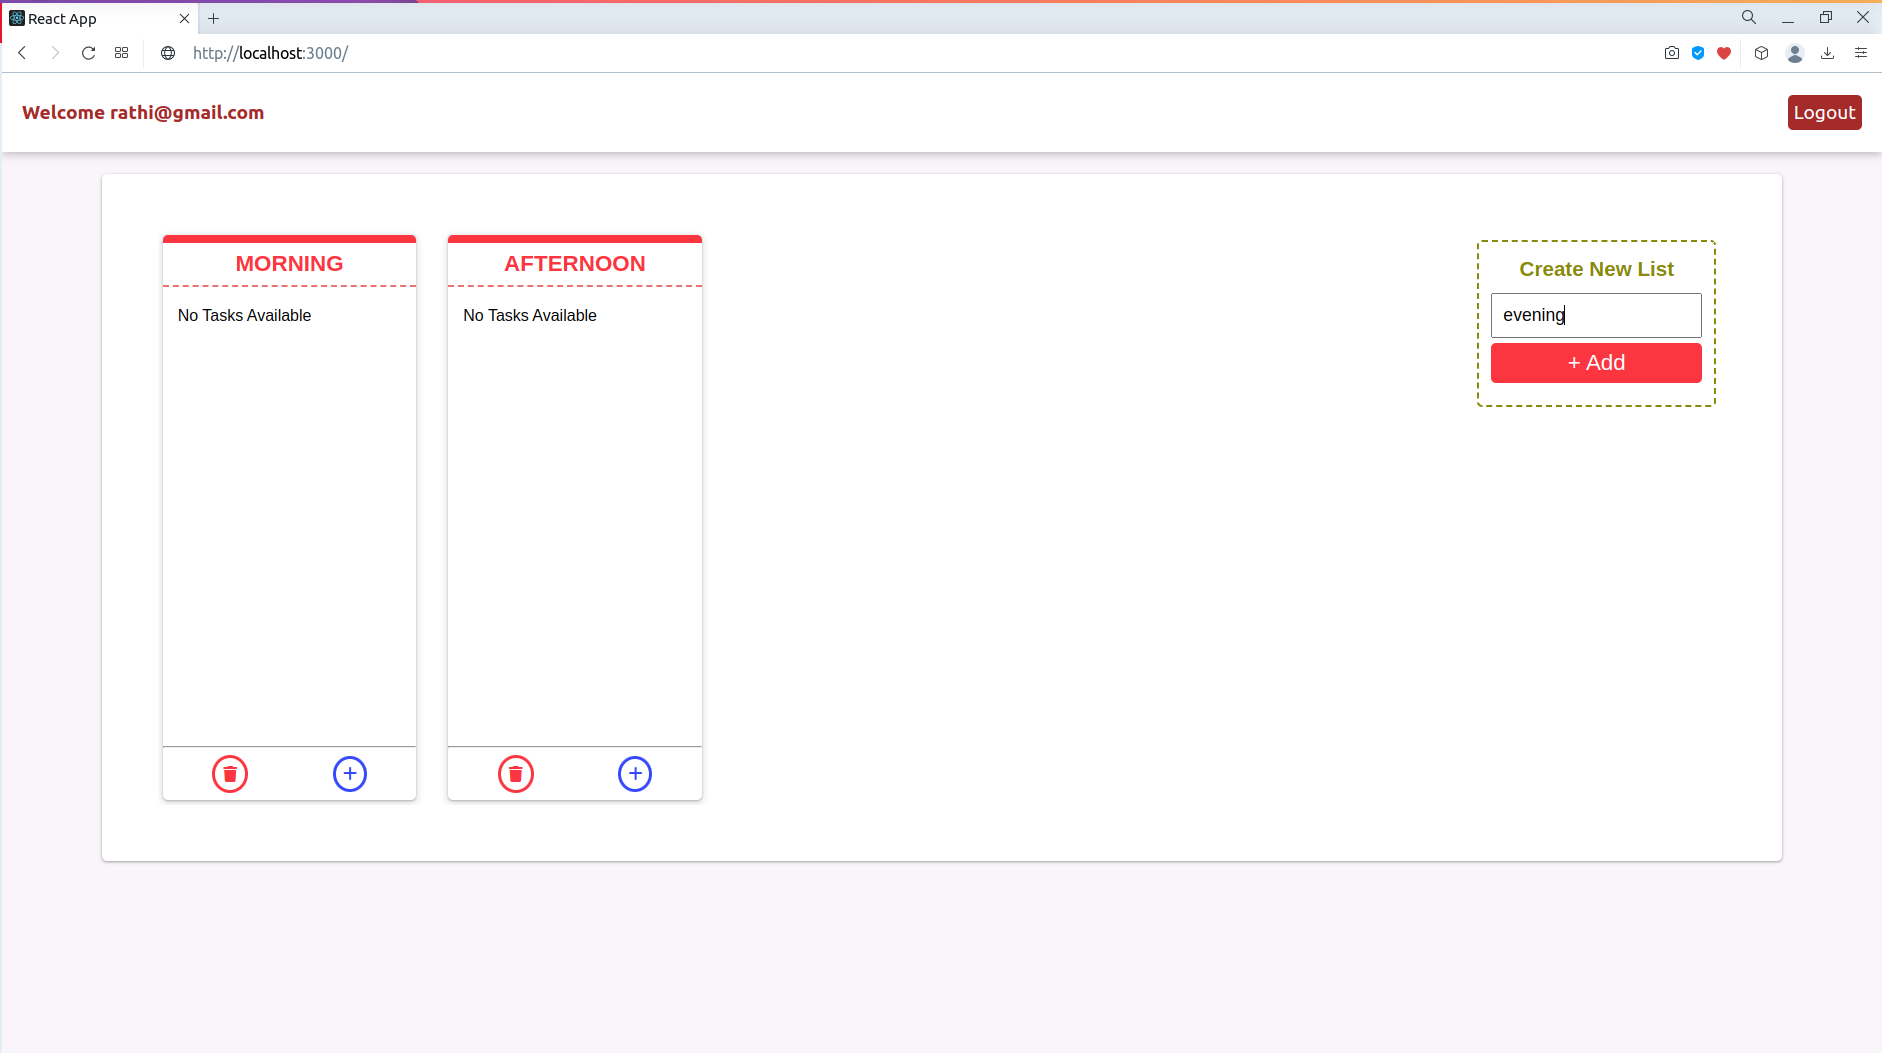 React App
http://localhost:3000/
Welcome rathi@gmail.com
Logout
MORNING
No Tasks Available
AFTERNOON
No Tasks Available
Create New List
evening
+ Add